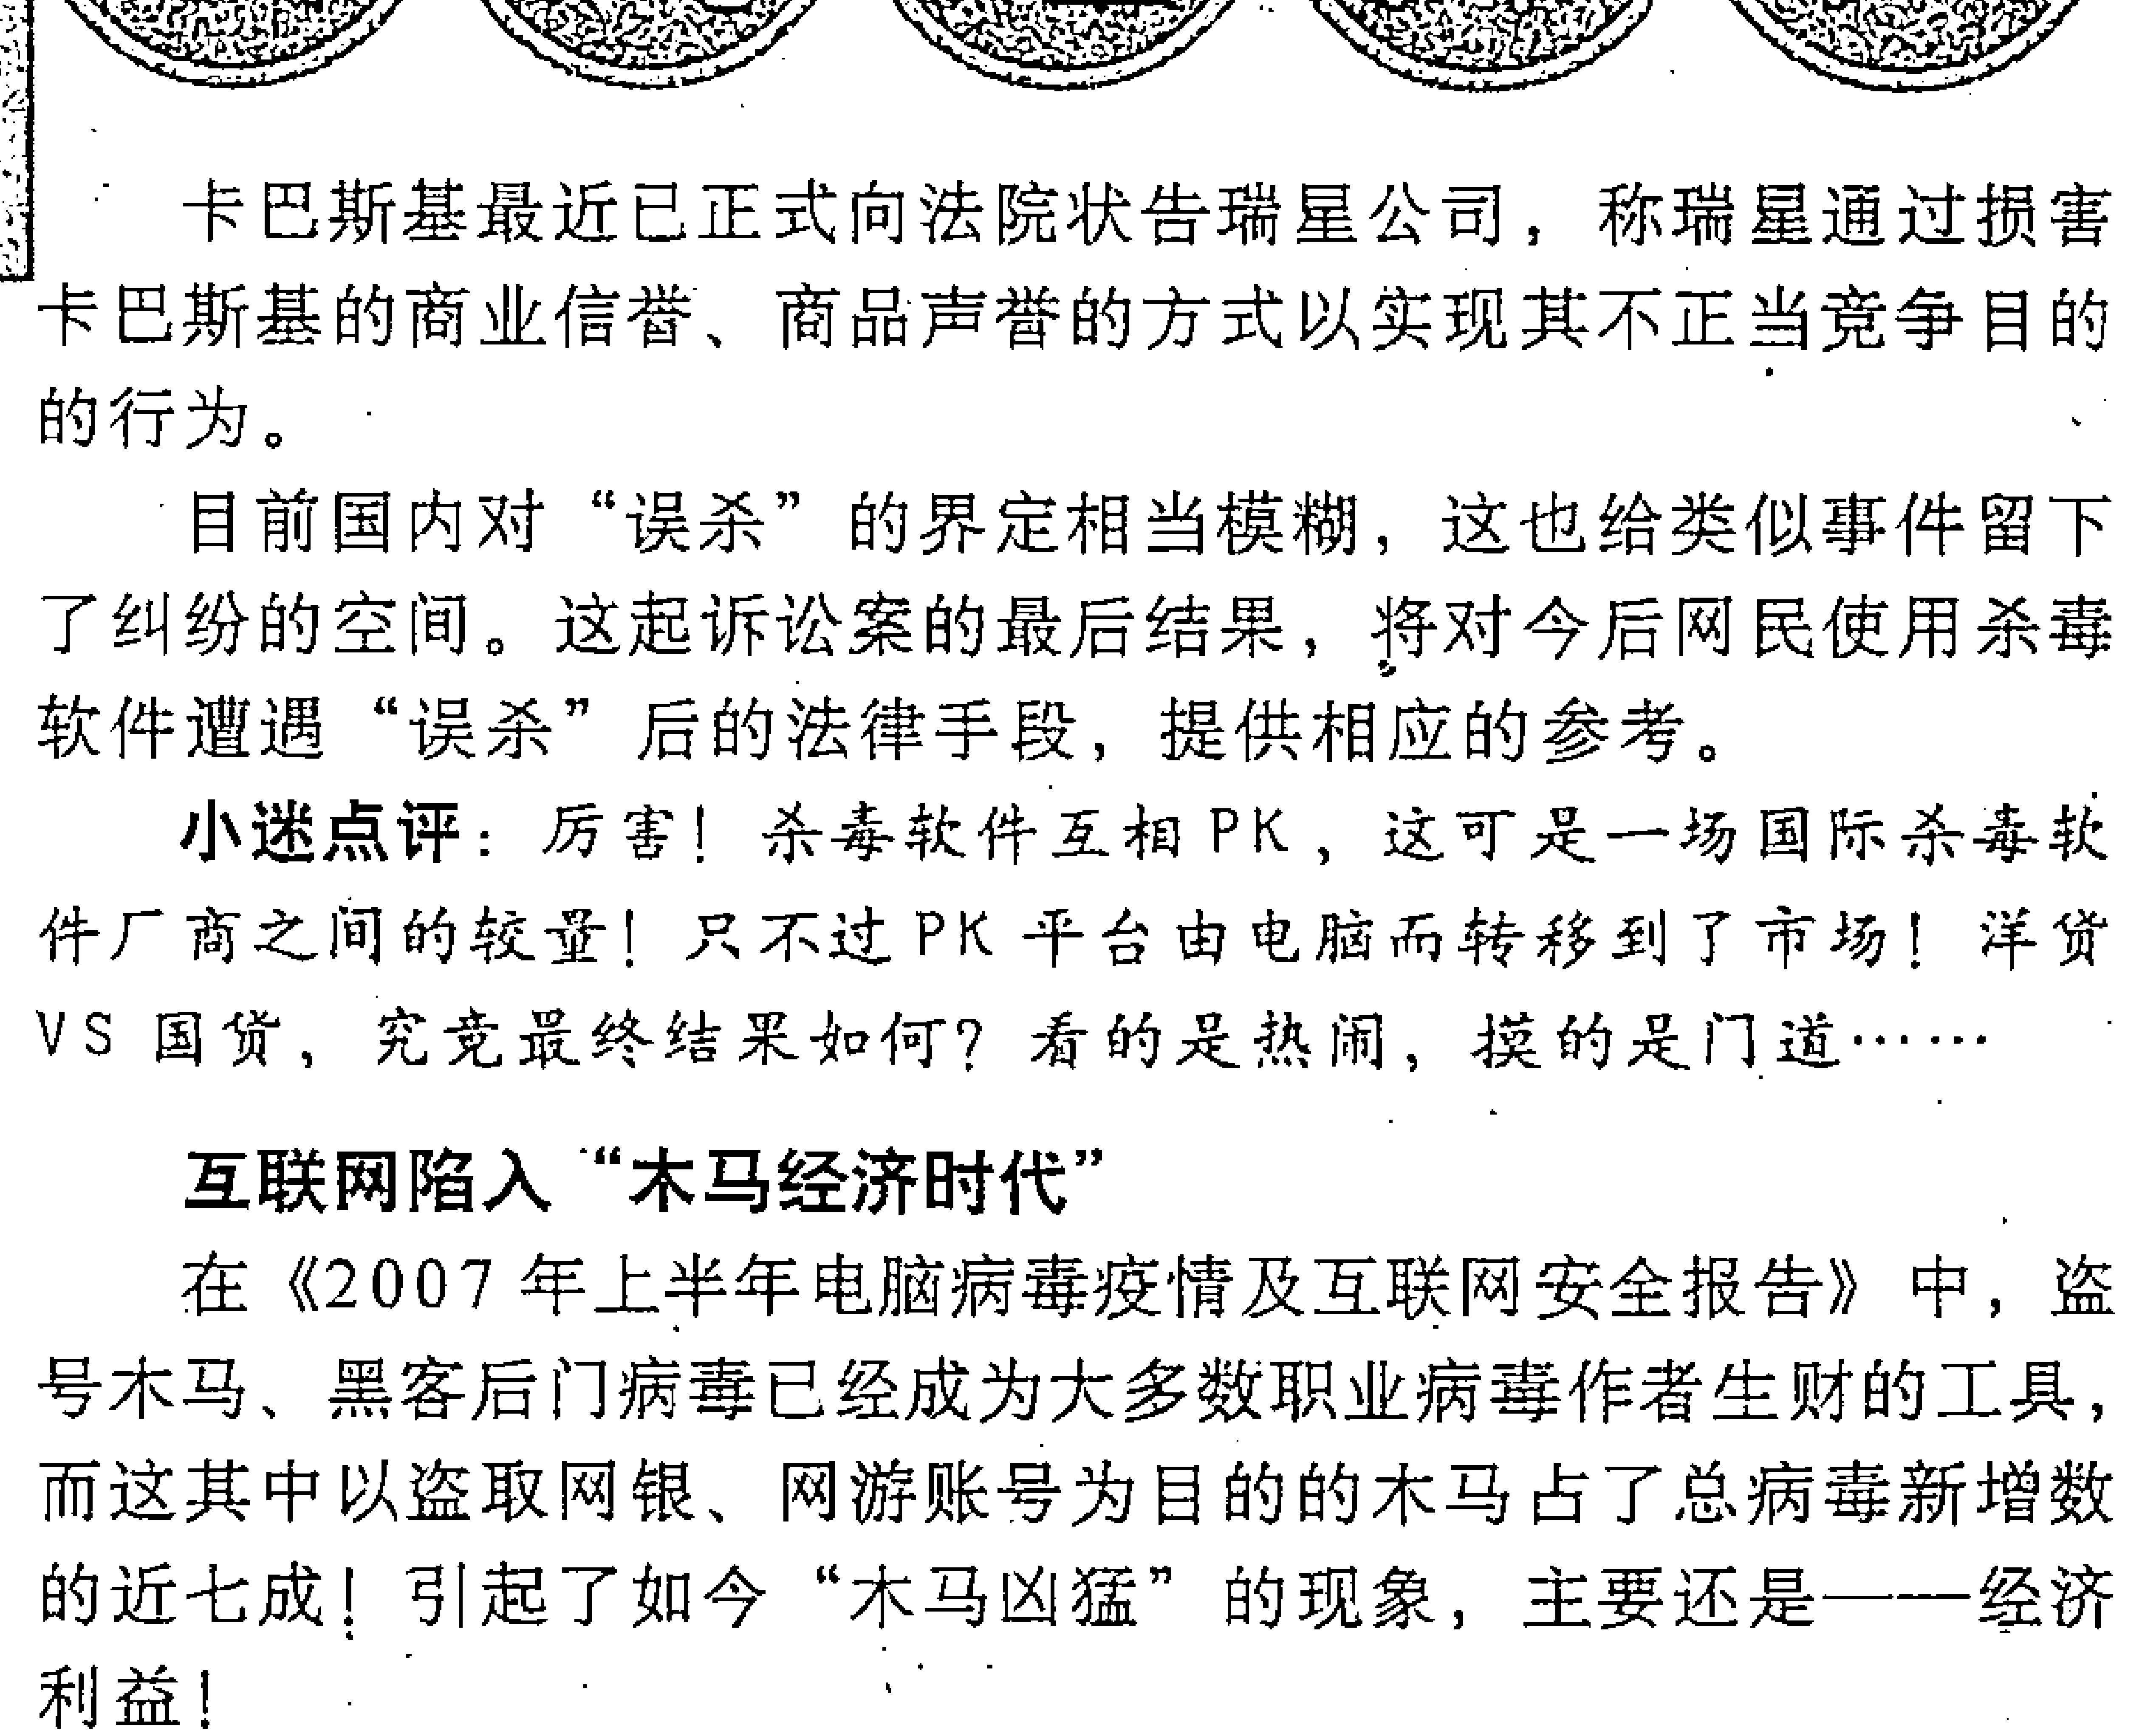 卡巴斯基最近已正式向法院状告瑞星公司，称瑞星通过损害
卡巴斯基的商业信誉、商品声誉的方式以实现其不正当竞争目的
的行为。
目前国内对“误杀”的界定相当模糊，这也给类似事件留下
了纠纷的空间。这起诉讼案的最后结果，将对今后网民使用杀毒
软件遭遇“误杀”后的法律手段，提供相应的参考。
小迷点评：厉害！杀毒软件互相PK，这可是一场国际杀毒软
件厂商之间的较量！只不过PK平台由电脑而转移到了市场！洋货
VS国货，究竟最终结果如何？看的是热闹，摸的是门道……
互联网陷入“木马经济时代”
在《2007年上半年电脑病毒疫情及互联网安全报告》中，盗
号木马、黑客后门病毒已经成为大多数职业病毒作者生财的工具，
而这其中以盗取网银、网游账号为目的的木马占了总病毒新增数
的近七成！引起了如今“木马凶猛”的现象，主要还是——经济
利益！